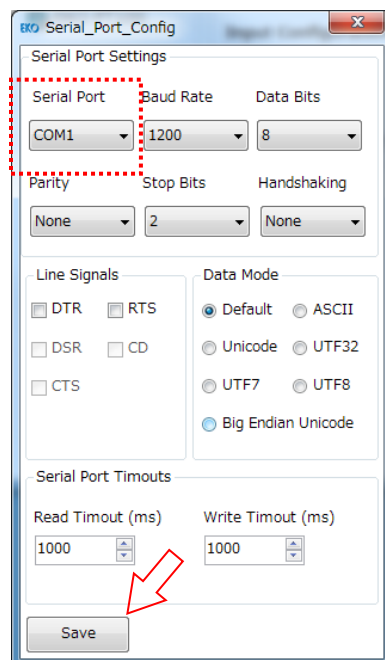 EKO Serial_Port_Config
Serial Port Settings
Serial Port Baud Rate Data Bits
COM1 1200 8
Parity Stop Bits Handshaking
None 2 None
Line Signals Data Mode
DTR RTS Default ASCII
DSR CD Unicode UTF32
CTS UTF7 UTF8
Big Endian Unicode
Serial Port Timouts
Read Timout (ms) Write Timout (ms)
1000 1000
Save